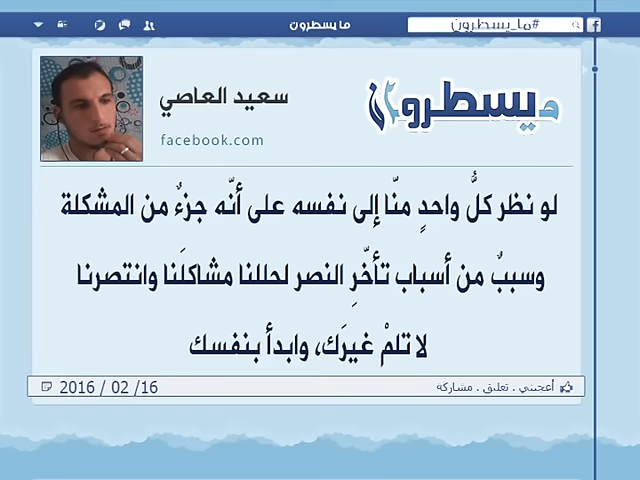 ما يسطرون
#ما_يسطرون
سعيد العاصي
ما يسطرون
facebook.com
لو نظر كلُّ واحدٍ منّا إلى نفسه على أنّه جزءٌ من المشكلة
وسببٌ من أسباب تأخّرِ النصر لحللنا مشاكلَنا وانتصرنا
لا تلمْ غيرَك، وابدأ بنفسك
2016 / 02 /16
أعجبني . تعليق . مشاركة